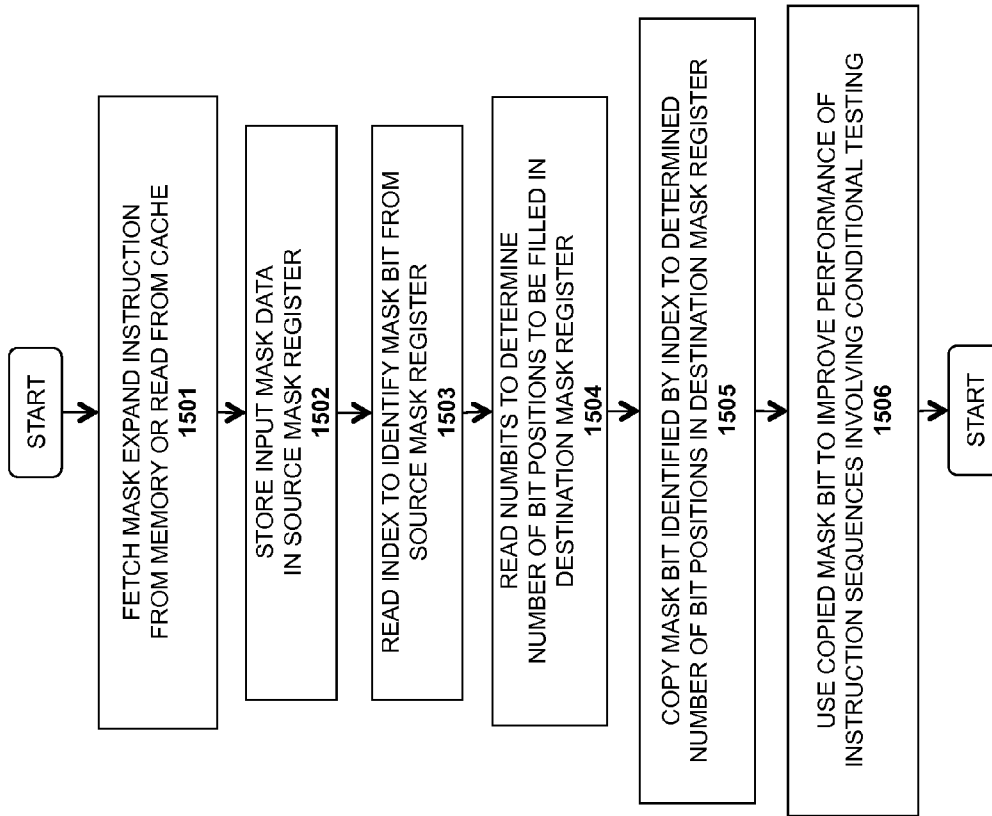 START
FETCH MASK EXPAND INSTRUCTION
FROM MEMORY OR READ FROM CACHE
1501
STORE INPUT MASK DATA
IN SOURCE MASK REGISTER
1502
READ INDEX TO IDENTIFY MASK BIT FROM
SOURCE MASK REGISTER
1503
READ NUMBITS TO DETERMINE
NUMBER OF BIT POSITIONS TO BE FILLED IN
DESTINATION MASK REGISTER
1504
COPY MASK BIT IDENTIFIED BY INDEX TO DETERMINED
NUMBER OF BIT POSITIONS IN DESTINATION MASK REGISTER
1505
USE COPIED MASK BIT TO IMPROVE PERFORMANCE OF
INSTRUCTION SEQUENCES INVOLVING CONDITIONAL TESTING
1506
START